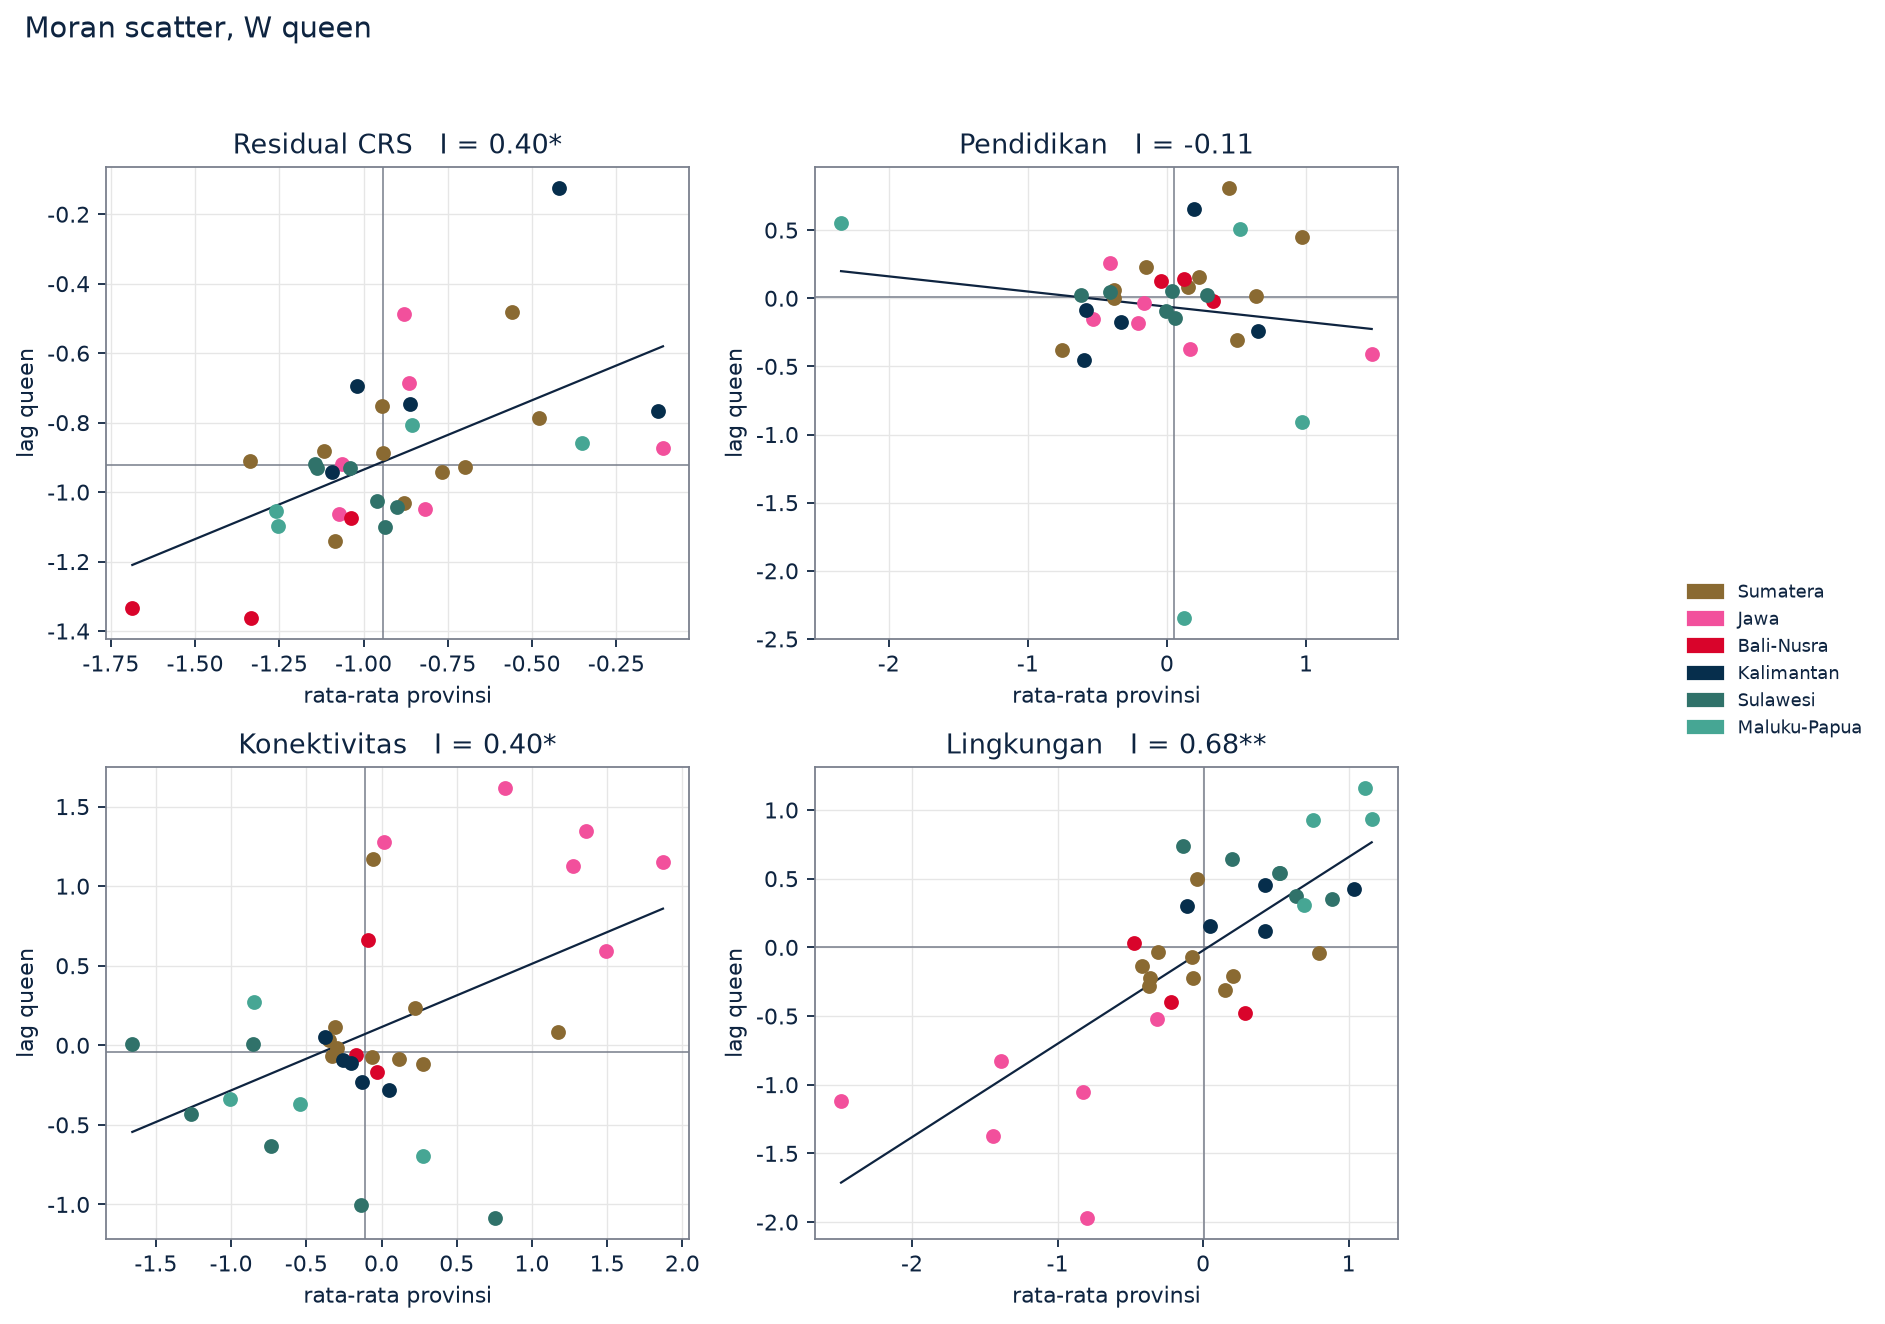 Moran scatter, W queen
Residual CRS I = 0.40*
-0.2
-0.4
-0.6
-0.8
-1.0
-1.2
-1.4
lag queen
-1.75 -1.50 -1.25 -1.00 -0.75 -0.50 -0.25
rata-rata provinsi
Pendidikan I = -0.11
0.5
0.0
-0.5
-1.0
-1.5
-2.0
-2.5
lag queen
-2 -1 0 1
rata-rata provinsi
Konektivitas I = 0.40*
1.5
1.0
0.5
0.0
-0.5
-1.0
lag queen
-1.5 -1.0 -0.5 0.0 0.5 1.0 1.5 2.0
rata-rata provinsi
Lingkungan I = 0.68**
1.0
0.5
0.0
-0.5
-1.0
-1.5
-2.0
lag queen
-2 -1 0 1
rata-rata provinsi
Sumatera
Jawa
Bali-Nusra
Kalimantan
Sulawesi
Maluku-Papua